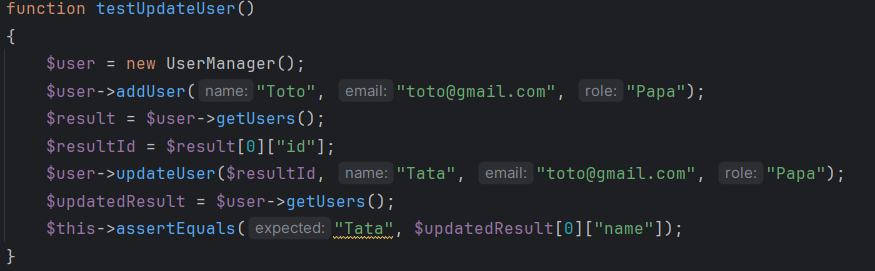 function testUpdateUser()
{
    $user = new UserManager();
    $user->addUser( name: "Toto", email: "toto@gmail.com", role: "Papa");
    $result = $user->getUsers();
    $resultId = $result[0]["id"];
    $user->updateUser($resultId, name: "Tata", email: "toto@gmail.com", role: "Papa");
    $updatedResult = $user->getUsers();
    $this->assertEquals( expected: "Tata", $updatedResult[0]["name"]);
}